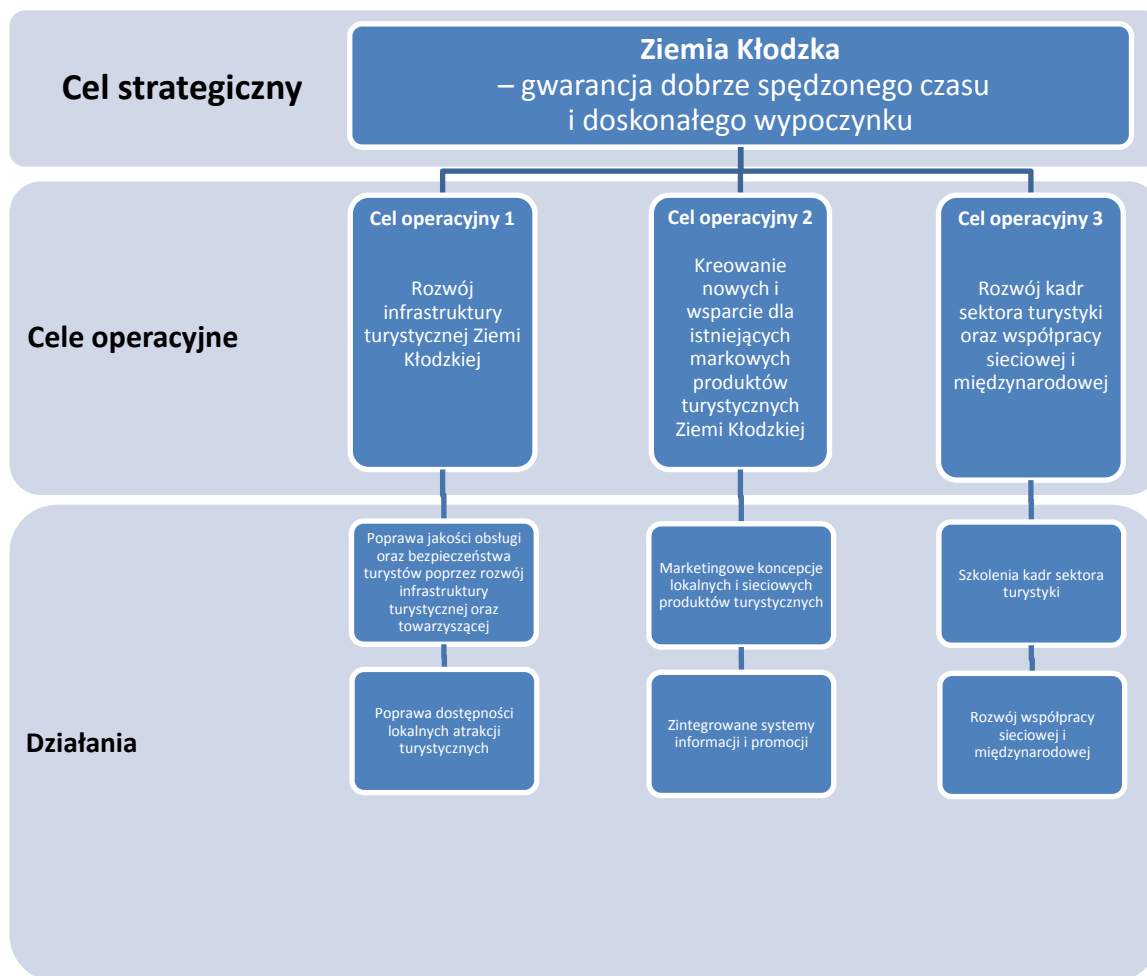 Cel strategiczny
Ziemia Kłodzka
– gwarancja dobrze spędzonego czasu
i doskonałego wypoczynku
Cele operacyjne
Cel operacyjny 1
Rozwój
infrastruktury
turystycznej Ziemi
Kłodzkiej
Cel operacyjny 2
Kreowanie
nowych i
wsparcie dla
istniejących
markowych
produktów
turystycznych
Ziemi Kłodzkiej
Cel operacyjny 3
Rozwój kadr
sektora turystyki
oraz współpracy
sieciowej i
międzynarodowej
Działania
Poprawa jakości obsługi
oraz bezpieczeństwa
turystów poprzez rozwój
infrastruktury
turystycznej oraz
towarzyszącej
Marketingowe koncepcje
lokalnych i sieciowych
produktów turystycznych
Szkolenia kadr sektora
turystyki
Poprawa dostępności
lokalnych atrakcji
turystycznych
Zintegrowane systemy
informacji i promocji
Rozwój współpracy
sieciowej i
międzynarodowej